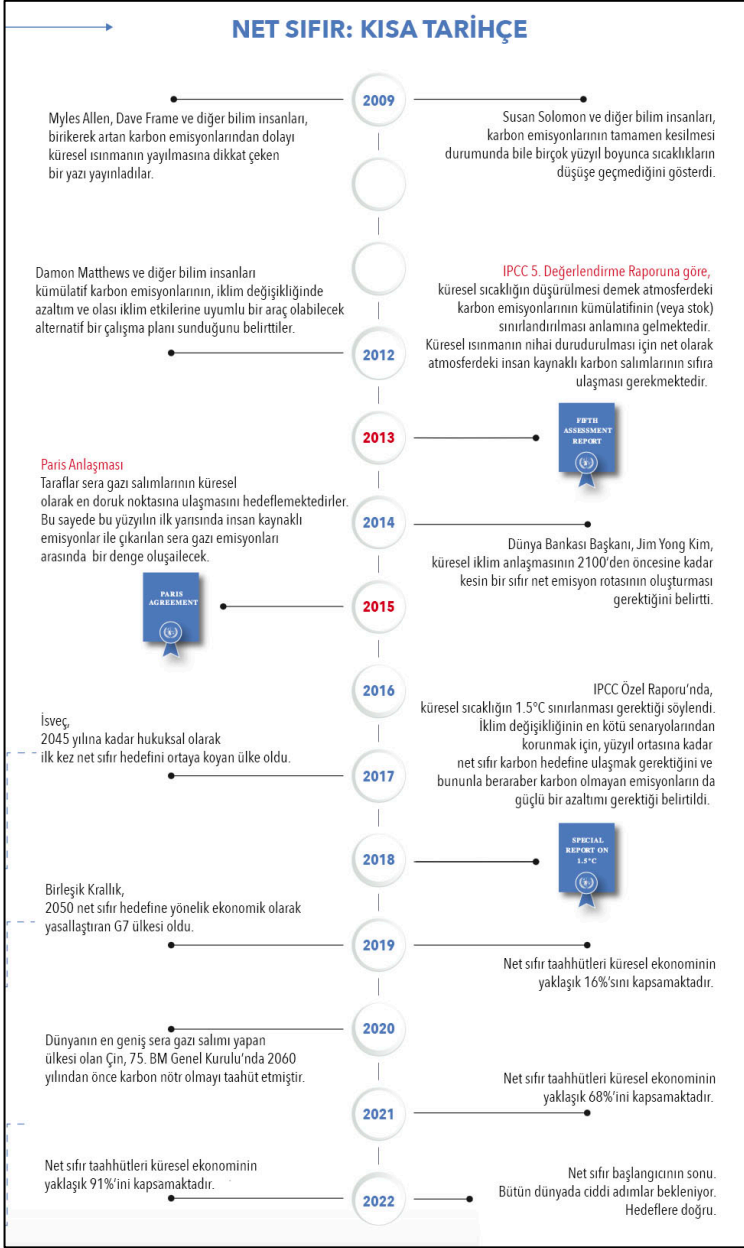 NET SIFIR: KISA TARİHÇE
2009
Myles Allen, Dave Frame ve diğer bilim insanları,
birikerek artan karbon emisyonlarından dolayı
küresel ısınmanın yayılmasına dikkat çeken
bir yazı yayınladılar.
Susan Solomon ve diğer bilim insanları,
karbon emisyonlarının tamamen kesilmesi
durumunda bile birçok yüzyıl boyunca sıcaklıkların
düşüşe geçmediğini gösterdi.
Damon Matthews ve diğer bilim insanları
kümülatif karbon emisyonlarının, iklim değişikliğinde
azaltım ve olası iklim etkilerine uyumlu bir araç olabilecek
alternatif bir çalışma planı sunduğunu belirttiler.
2012
IPCC 5. Değerlendirme Raporuna göre,
küresel sıcaklığın düşürülmesi demek atmosferdeki
karbon emisyonlarının kümülatifinin (veya stok)
sınırlandırılması anlamına gelmektedir.
Küresel ısınmanın nihai durudurulması için net olarak
atmosferdeki insan kaynaklı karbon salımlarının sıfıra
ulaşması gerekmektedir.
2013
FIFTH
ASSESSMENT
REPORT
Paris Anlaşması
Taraflar sera gazı salımlarının küresel
olarak en doruk noktasına ulaşmasını hedeflemektedirler.
Bu sayede bu yüzyılın ilk yarısında insan kaynaklı
emisyonlar ile çıkarılan sera gazı emisyonları
arasında bir denge oluşailecek.
2014
Dünya Bankası Başkanı, Jim Yong Kim,
küresel iklim anlaşmasının 2100'den öncesine kadar
kesin bir sıfır net emisyon rotasının oluşturması
gerektiğini belirtti.
PARIS
AGREEMENT
2015
2016
IPCC Özel Raporu'nda,
küresel sıcaklığın 1.5°C sınırlanması gerektiği söylendi.
İklim değişikliğinin en kötü senaryolarından
korunmak için, yüzyıl ortasına kadar
net sıfır karbon hedefine ulaşmak gerektiğini ve
bununla beraraber karbon olmayan emisyonların da
güçlü bir azaltımı gerektiği belirtildi.
İsveç,
2045 yılına kadar hukuksal olarak
ilk kez net sıfır hedefini ortaya koyan ülke oldu.
2017
2018
SPECIAL
REPORT ON
1.5°C
Birleşik Krallık,
2050 net sıfır hedefine yönelik ekonomik olarak
yasallaştıran G7 ülkesi oldu.
2019
Net sıfır taahhütleri küresel ekonominin
yaklaşık 16%'sını kapsamaktadır.
2020
Dünyanın en geniş sera gazı salımı yapan
ülkesi olan Çin, 75. BM Genel Kurulu'nda 2060
yılından önce karbon nötr olmayı taahüt etmiştir.
Net sıfır taahhütleri küresel ekonominin
yaklaşık 68%'ini kapsamaktadır.
2021
Net sıfır taahhütleri küresel ekonominin
yaklaşık 91%'ini kapsamaktadır.
2022
Net sıfır başlangıcının sonu.
Bütün dünyada ciddi adımlar bekleniyor.
Hedeflere doğru.